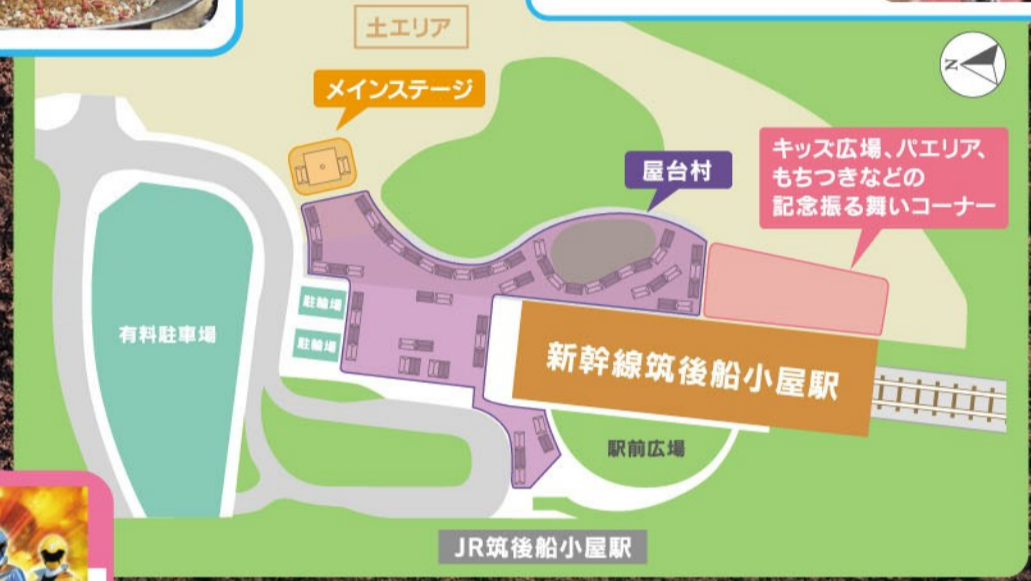 土エリア
メインステージ
N
屋台村
キッズ広場、パエリア、
もちつきなどの
記念振る舞いコーナー
駐輪場
駐輪場
有料駐車場
新幹線筑後船小屋駅
駅前広場
JR筑後船小屋駅